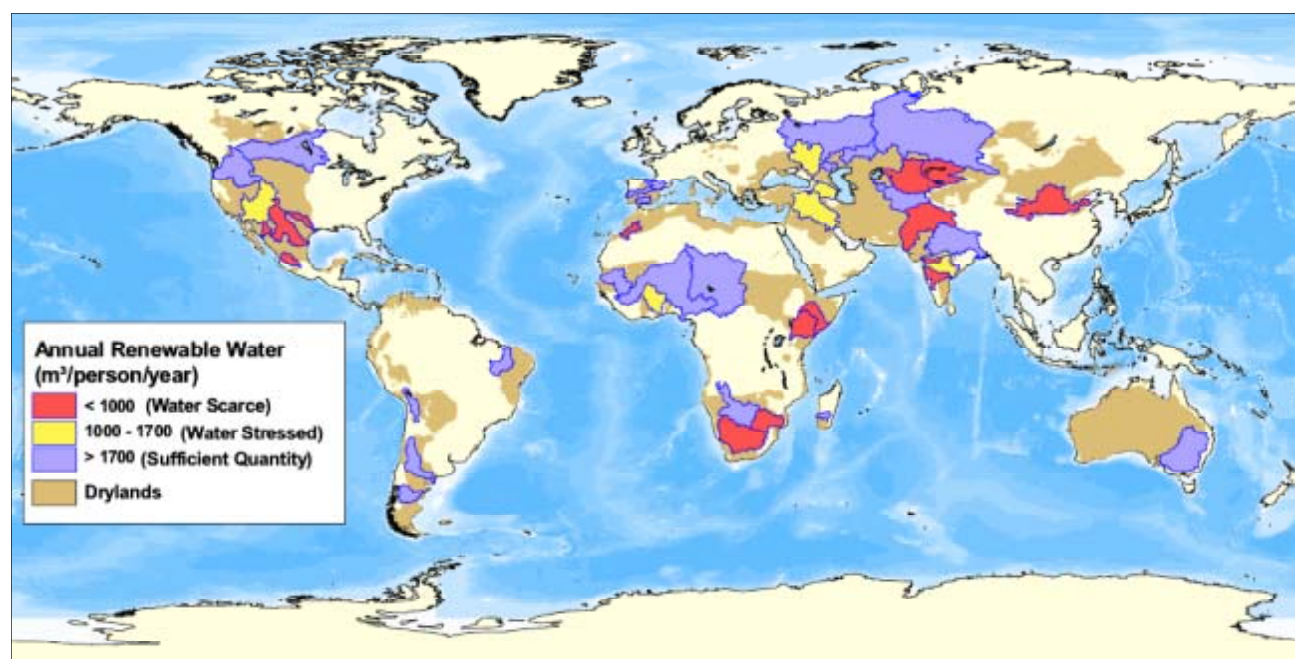 Annual Renewable Water
(m³/person/year)
< 1000 (Water Scarce)
1000 - 1700 (Water Stressed)
> 1700 (Sufficient Quantity)
Drylands